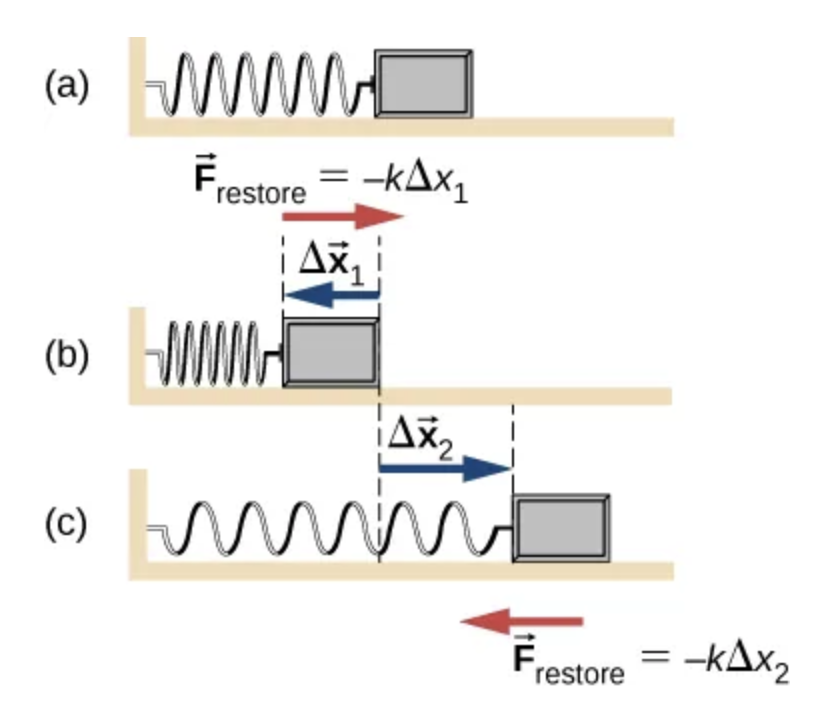 (a)
F⃗restore = –kΔx1
Δx⃗1
(b)
Δx⃗2
(c)
F⃗restore = –kΔx2